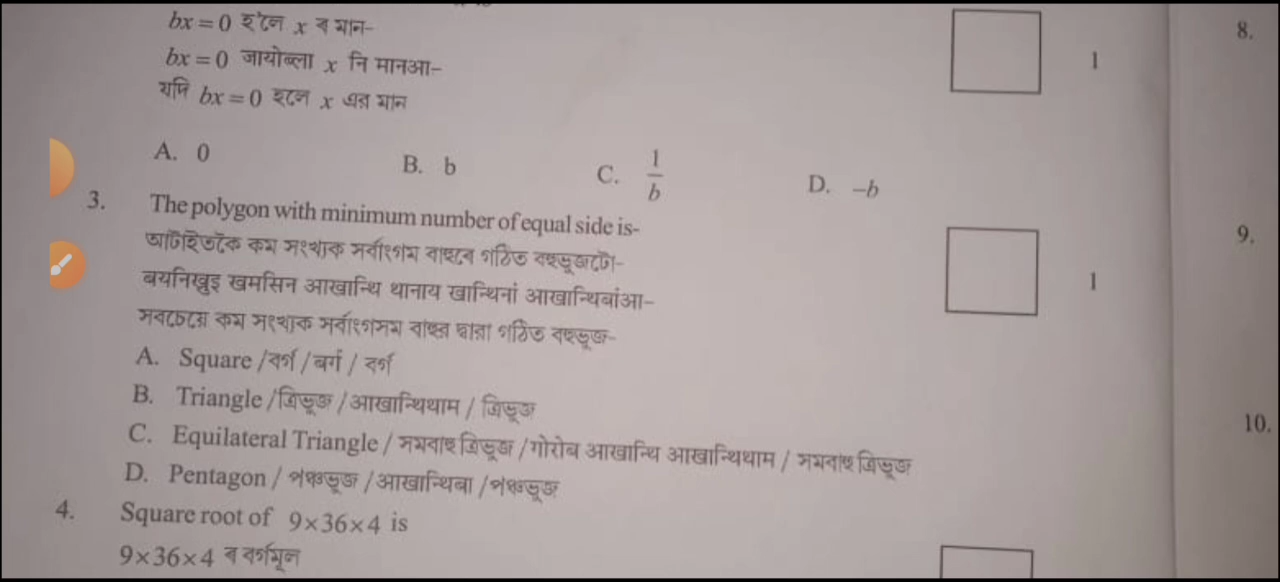 bx = 0 হ'লে x ৰ মান–
bx = 0 जायोब्ला x नि मानआ–
যদি bx = 0 হলে x এর মান
1
8.
A. 0 B. b C. 1/b D. –b
3. The polygon with minimum number of equal side is-
আটাইতকৈ কম সংখ্যক সৰ্বাংগম বাহুৰে গঠিত বহুভূজটো–
बयनिखुइ खमसिन आखान्थि थानाय खान्थिनां आखान्थिबांआ–
সবচেয়ে কম সংখ্যক সর্বাংগসম বাহুর দ্বারা গঠিত বহুভূজ–
1
9.
A. Square /বৰ্গ / बर्ग / বর্গ
B. Triangle /ত্ৰিভূজ / आखान्थिथाम / ত্রিভূজ
C. Equilateral Triangle / সমবাহু ত্ৰিভূজ /गोरोब आखान्थि आखान्थिथाम / সমবাহু ত্রিভূজ
D. Pentagon / পঞ্চভূজ / आखान्थिबा /পঞ্চভূজ
10.
4. Square root of 9×36×4 is
9×36×4 ৰ বৰ্গমূল